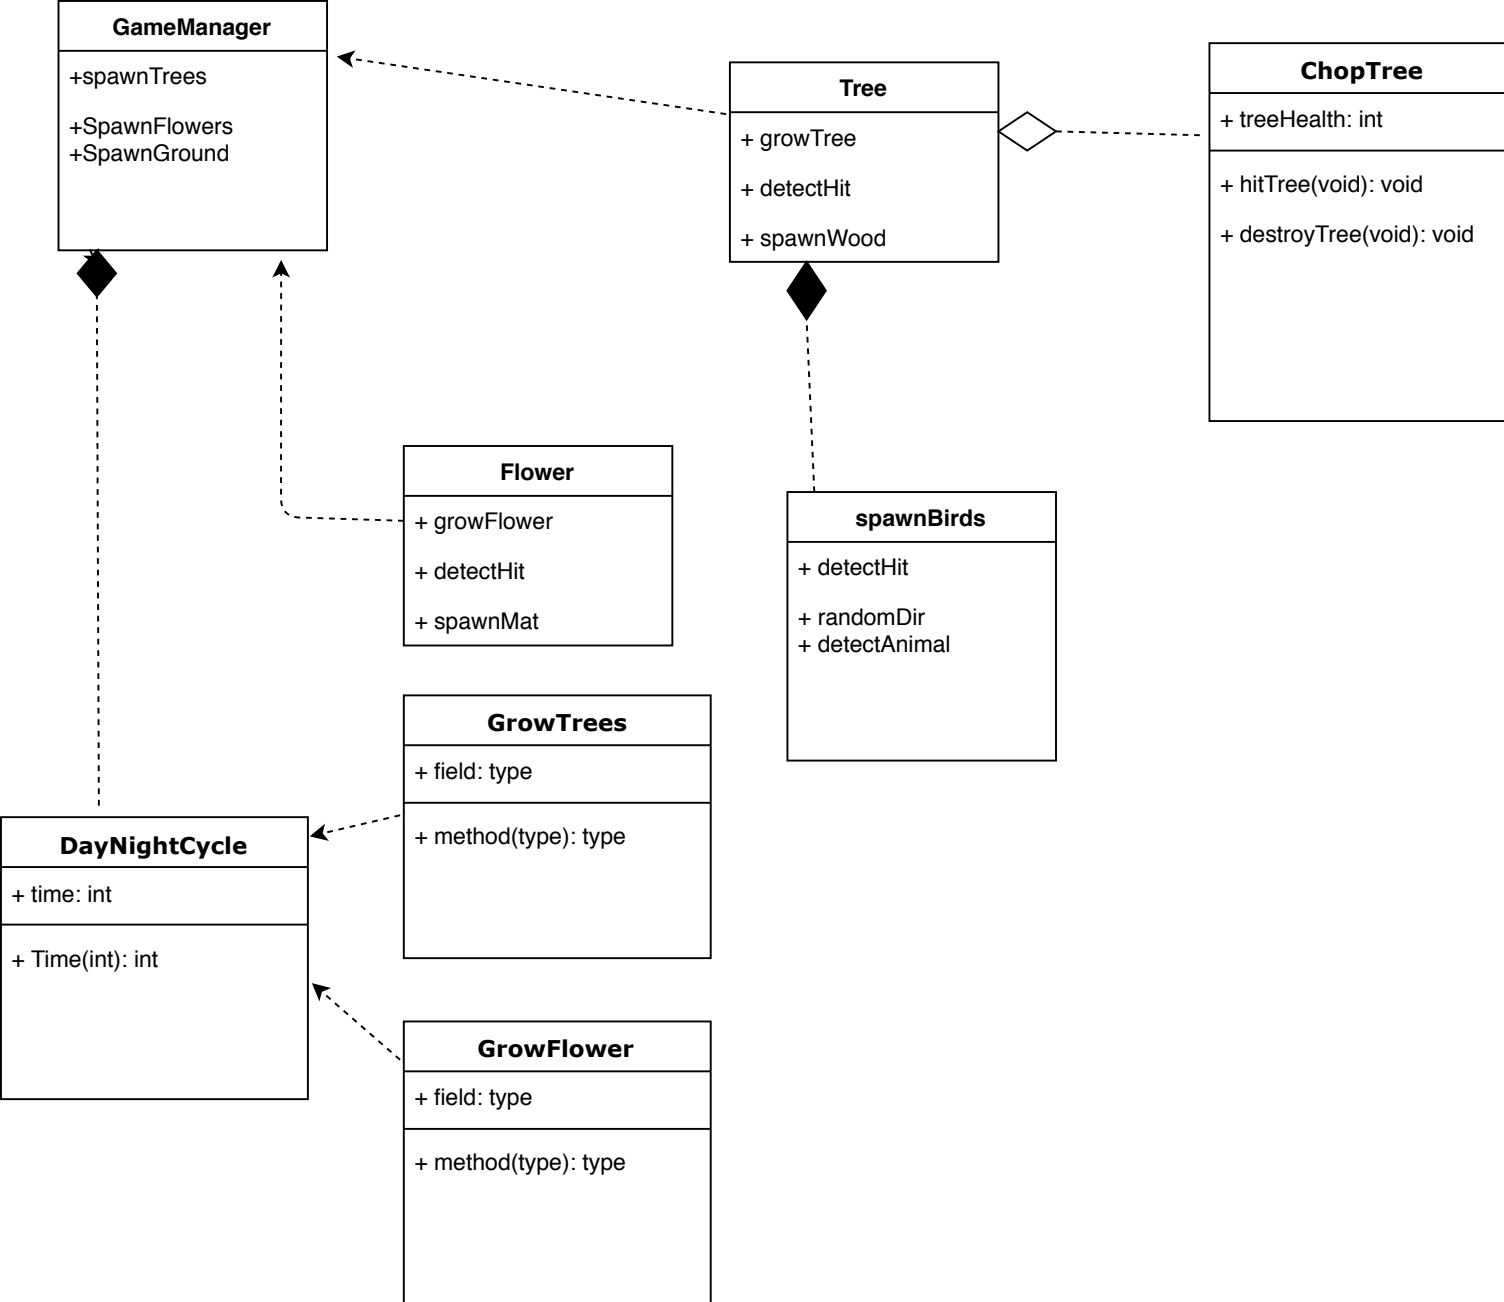 GameManager
+spawnTrees
+SpawnFlowers
+SpawnGround
Tree
+ growTree
+ detectHit
+ spawnWood
ChopTree
+ treeHealth: int
+ hitTree(void): void
+ destroyTree(void): void
Flower
+ growFlower
+ detectHit
+ spawnMat
spawnBirds
+ detectHit
+ randomDir
+ detectAnimal
GrowTrees
+ field: type
+ method(type): type
DayNightCycle
+ time: int
+ Time(int): int
GrowFlower
+ field: type
+ method(type): type